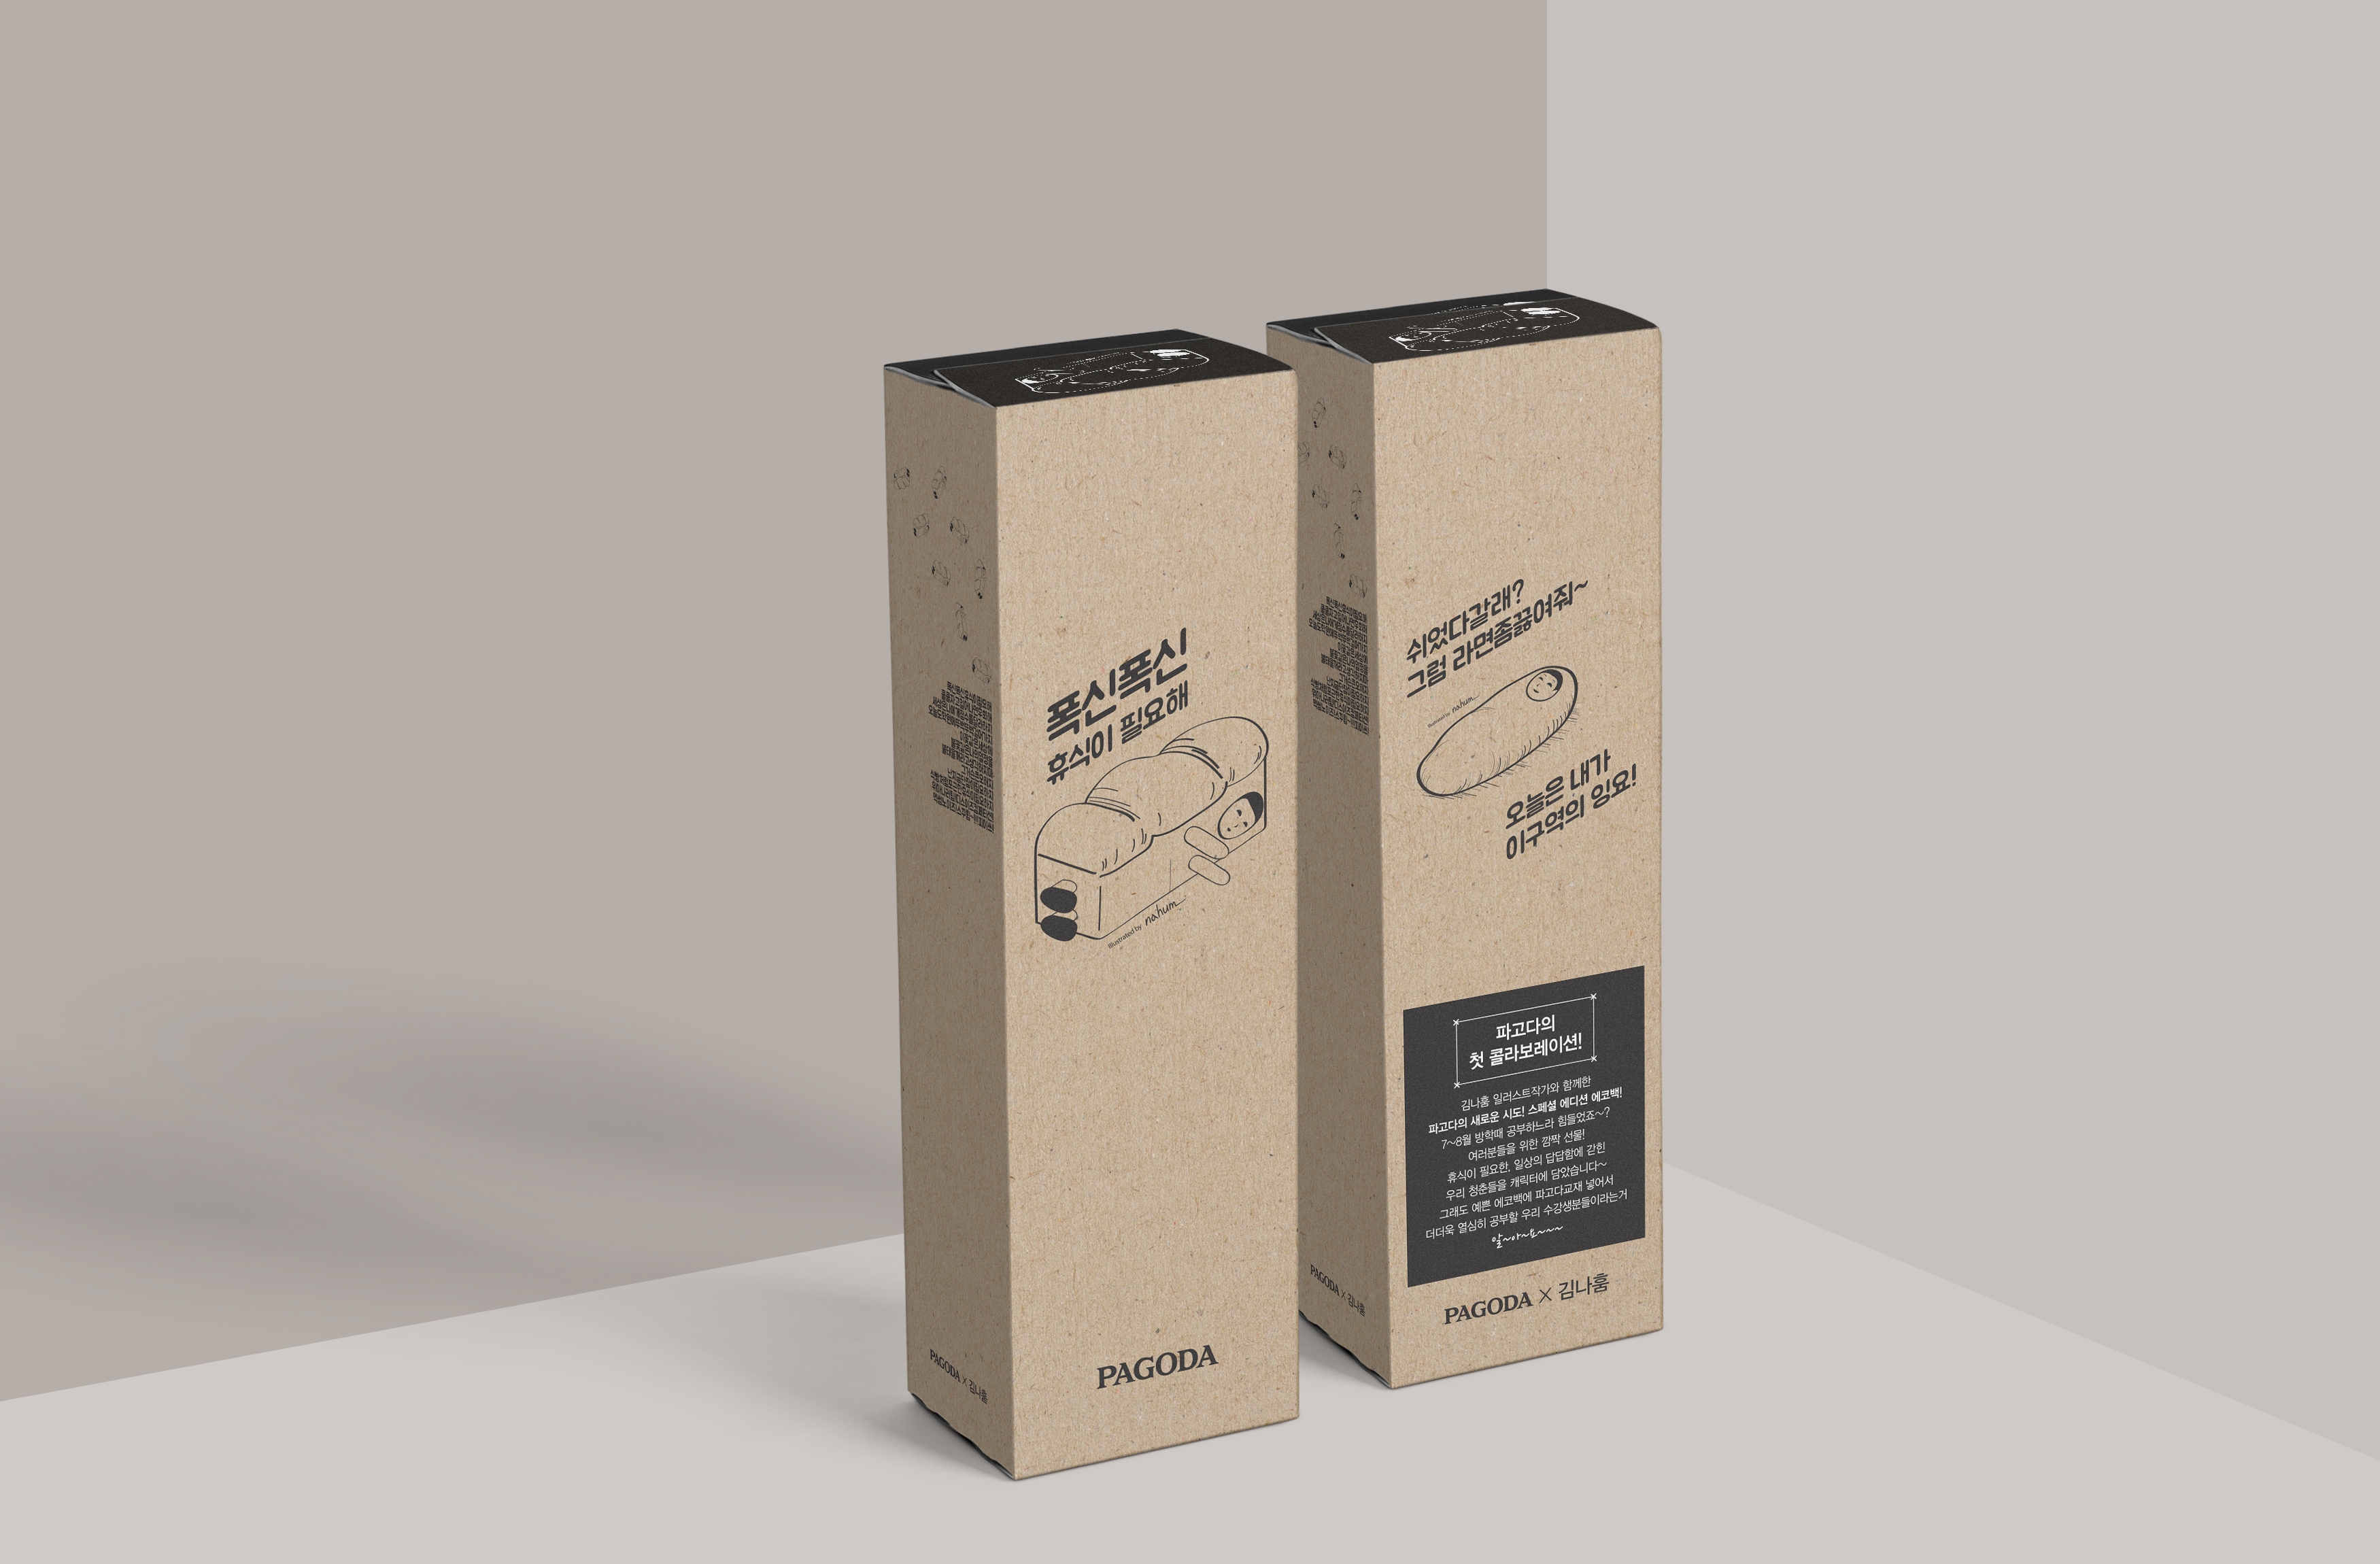 폭신폭신
휴식이 필요해
Illustrated by nahum
PAGODA
PAGODA X 김나훔
쉬었다갈래?
그럼 라면좀끓여줘~
Illustrated by nahum
오늘은 내가
이구역의 잉요!
파고다의
첫 콜라보레이션!
김나훔 일러스트작가와 함께한
파고다의 새로운 시도! 스페셜 에디션 에코백!
7~8월 방학때 공부하느라 힘들었죠~?
여러분들을 위한 깜짝 선물!
휴식이 필요한, 일상의 답답함에 갇힌
우리 청춘들을 캐릭터에 담았습니다~
그래도 예쁜 에코백에 파고다교재 넣어서
더더욱 열심히 공부할 우리 수강생분들이라는거
알~아~요~~~~
PAGODA X 김나훔
PAGODA X 김나훔